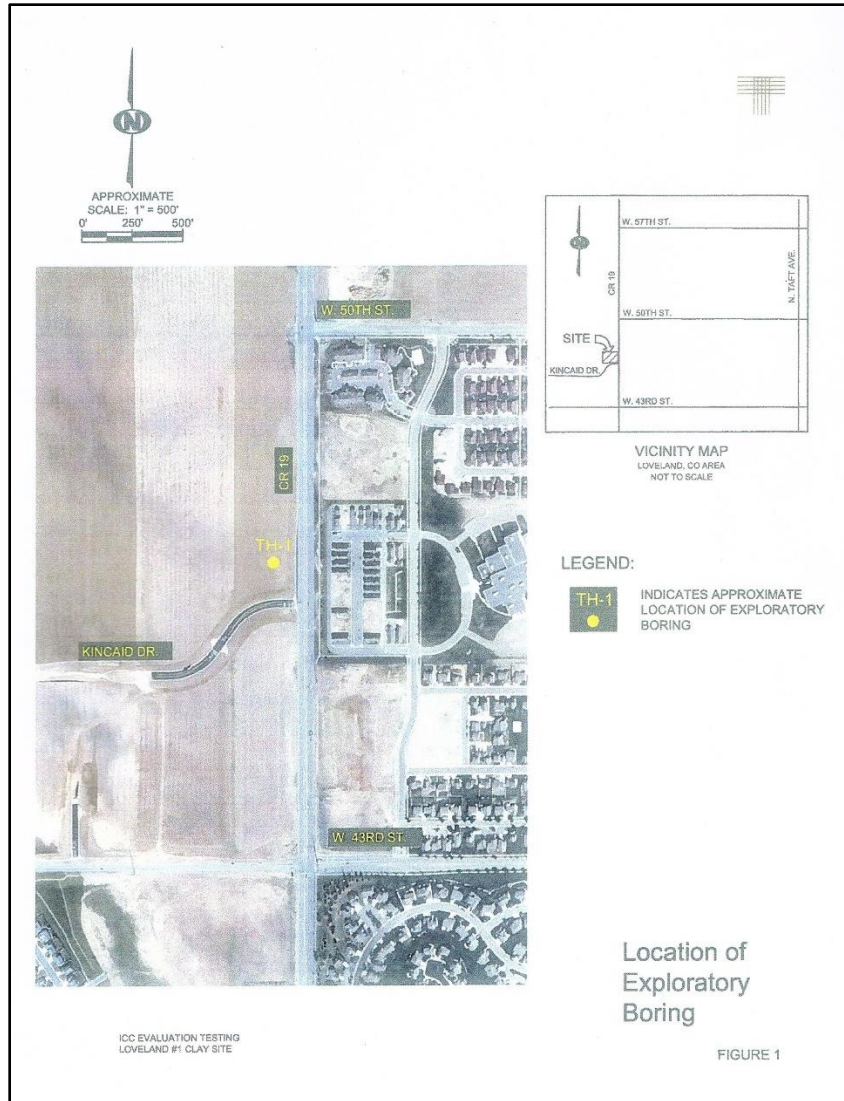 N
APPROXIMATE
SCALE: 1" = 500'
0' 250' 500'
W. 57TH ST.
N
CR 19
N. TAFT AVE.
W. 50TH ST.
SITE
KINCAID DR.
W. 43RD ST.
VICINITY MAP
LOVELAND, CO AREA
NOT TO SCALE
W. 50TH ST.
CR 19
TH-1
KINCAID DR.
W. 43RD ST.
LEGEND:
TH-1
INDICATES APPROXIMATE
LOCATION OF EXPLORATORY
BORING
Location of
Exploratory
Boring
ICC EVALUATION TESTING
LOVELAND #1 CLAY SITE
FIGURE 1